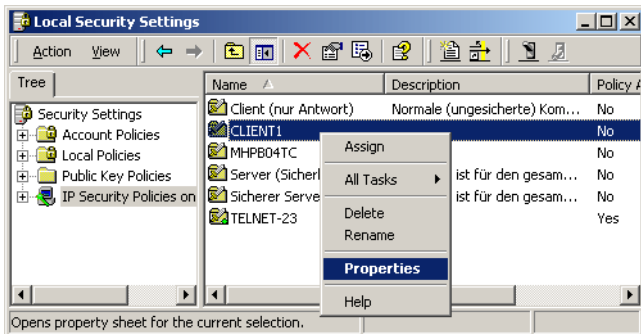 Local Security Settings
Action View
Tree
Name Description Policy A
Security Settings
Account Policies
Local Policies
Public Key Policies
IP Security Policies on
Client (nur Antwort) Normale (ungesicherte) Kom... No
CLIENT1 No
MHPB04TC No
Server (Sicherl ist für den gesam... No
Sicherer Serve ist für den gesam... No
TELNET-23 Yes
Assign
All Tasks
Delete
Rename
Properties
Help
Opens property sheet for the current selection.